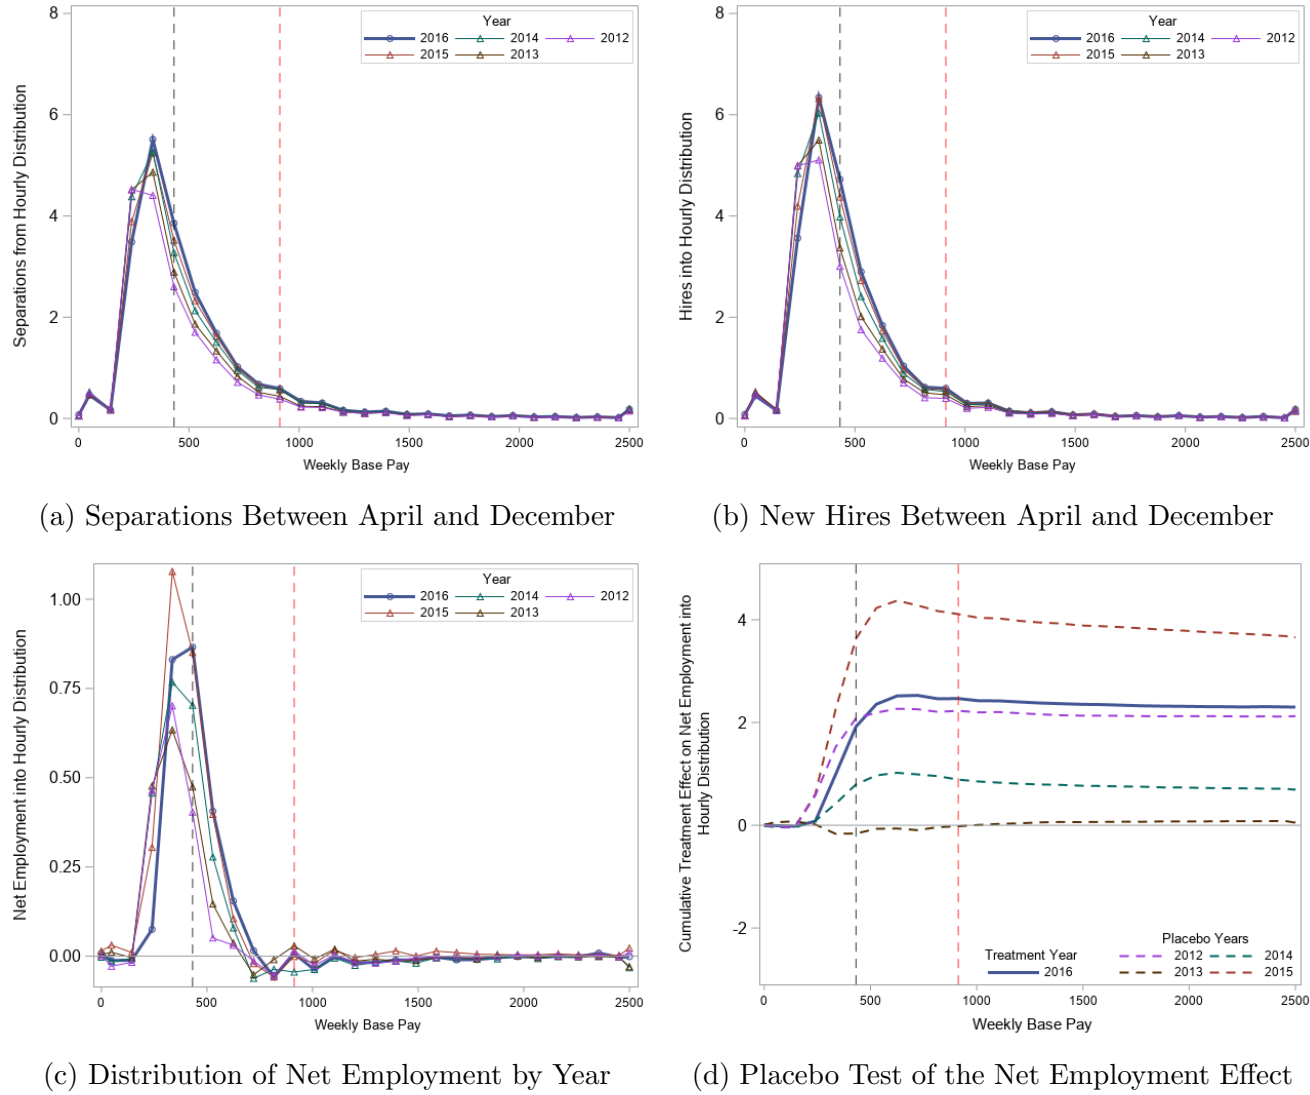 Separations from Hourly Distribution
8
6
4
2
0
Year
2016 2014 2012
2015 2013
0 500 1000 1500 2000 2500
Weekly Base Pay
(a) Separations Between April and December
Hires into Hourly Distribution
8
6
4
2
0
Year
2016 2014 2012
2015 2013
0 500 1000 1500 2000 2500
Weekly Base Pay
(b) New Hires Between April and December
Net Employment into Hourly Distribution
1.00
0.75
0.50
0.25
0.00
Year
2016 2014 2012
2015 2013
0 500 1000 1500 2000 2500
Weekly Base Pay
(c) Distribution of Net Employment by Year
Cumulative Treatment Effect on Net Employment into
Hourly Distribution
4
2
0
-2
Treatment Year
2016
Placebo Years
2012 2014
2013 2015
0 500 1000 1500 2000 2500
Weekly Base Pay
(d) Placebo Test of the Net Employment Effect